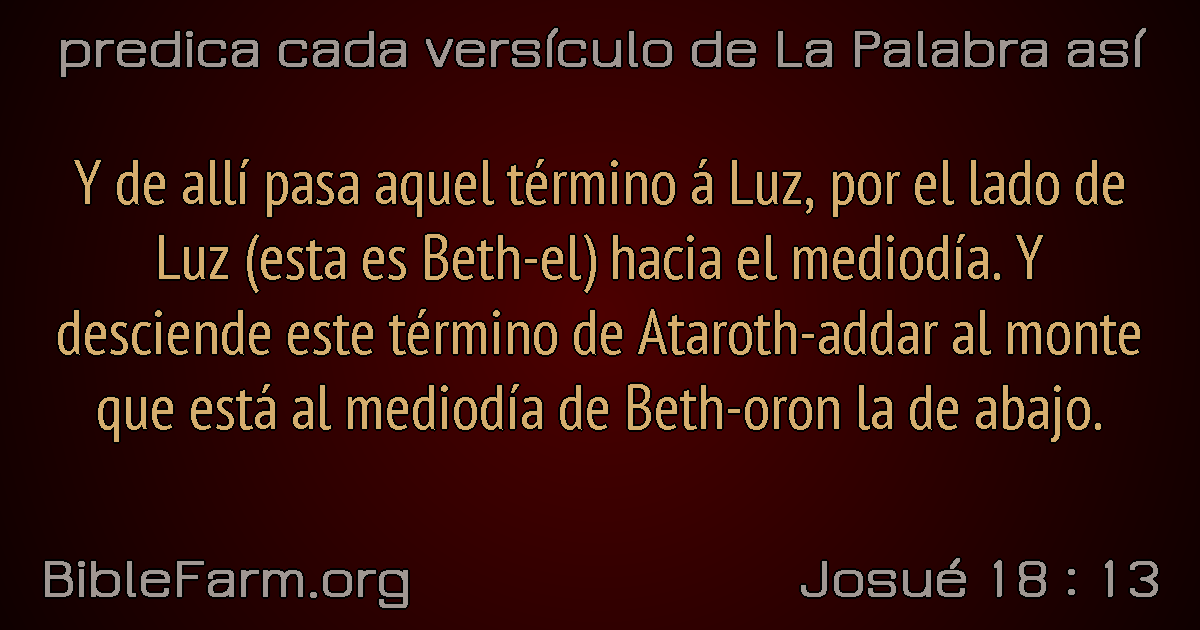 predica cada versículo de La Palabra así
Y de allí pasa aquel término á Luz, por el lado de
Luz (esta es Beth-el) hacia el mediodía. Y
desciende este término de Ataroth-addar al monte
que está al mediodía de Beth-oron la de abajo.
BibleFarm.org
Josué 18 : 13